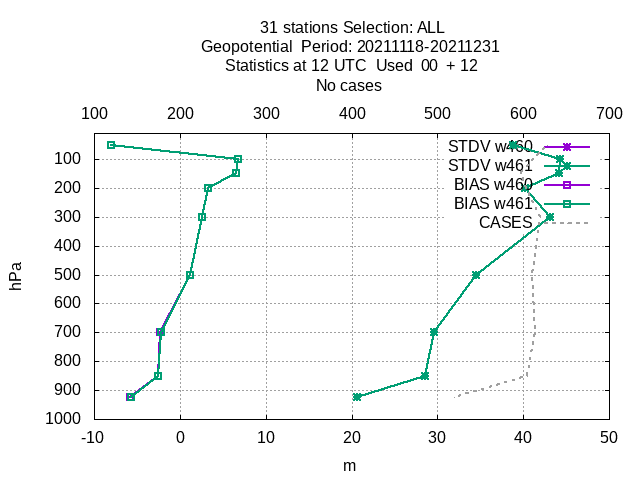 31 stations Selection: ALL
Geopotential  Period: 20211118-20211231
Statistics at 12 UTC  Used  00  + 12
No cases
100 200 300 400 500 600 700
STDV w460
STDV w461
BIAS w460
BIAS w461
CASES
hPa
100
200
300
400
500
600
700
800
900
1000
-10 0 10 20 30 40 50
m